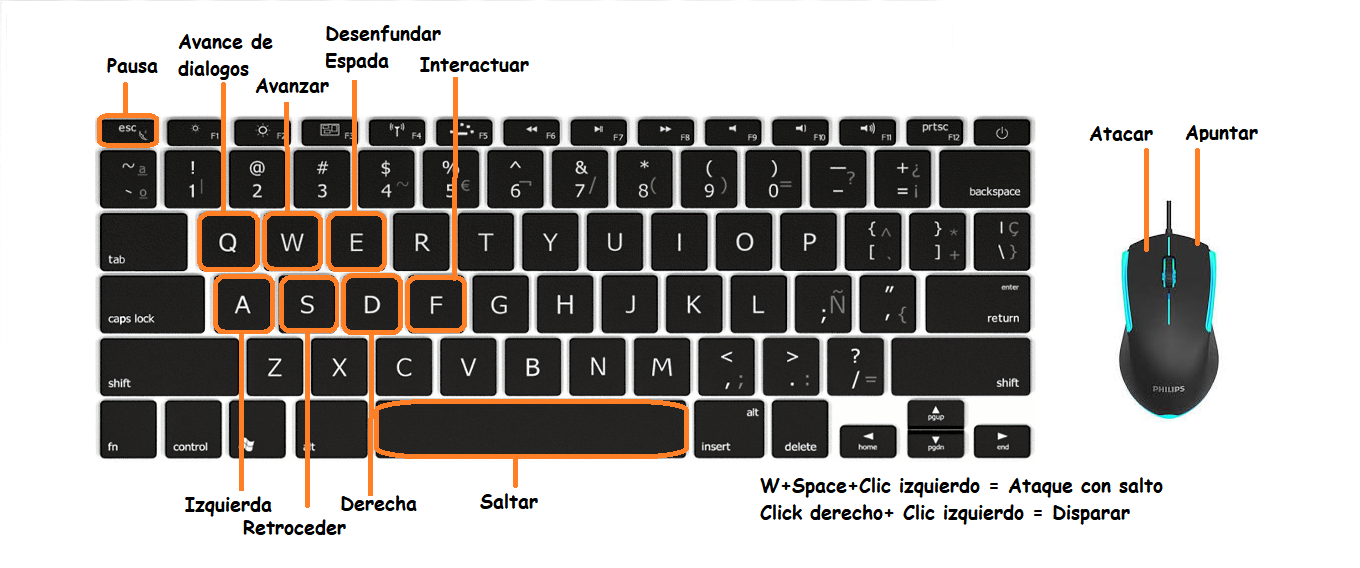 Desenfundar
Espada
Avance de
dialogos
Interactuar
Pausa
Avanzar
Atacar
Apuntar
esc F1 F2 F3 F4 F5 F6 F7 F8 F9 F10 F11 prtsc F12
~ a ` o ! 1 | @ 2 # 3 $ 4 ~ % 5 € ^ 6 ¬ & 7 / * 8 ( ( 9 ) ) 0 = — - ? + = ¿ ¡ backspace
tab Q W E R T Y U I O P { [ ^ ` } ] * + | \ Ç }
caps lock A S D F G H J K L ; Ñ " ' { enter return
shift Z X C V B N M < , ; > . : ? / = shift
fn control alt alt insert delete home pgup pgdn end
PHILIPS
Izquierda
Retroceder
Derecha
Saltar
W+Space+Clic izquierdo = Ataque con salto
Click derecho+ Clic izquierdo = Disparar